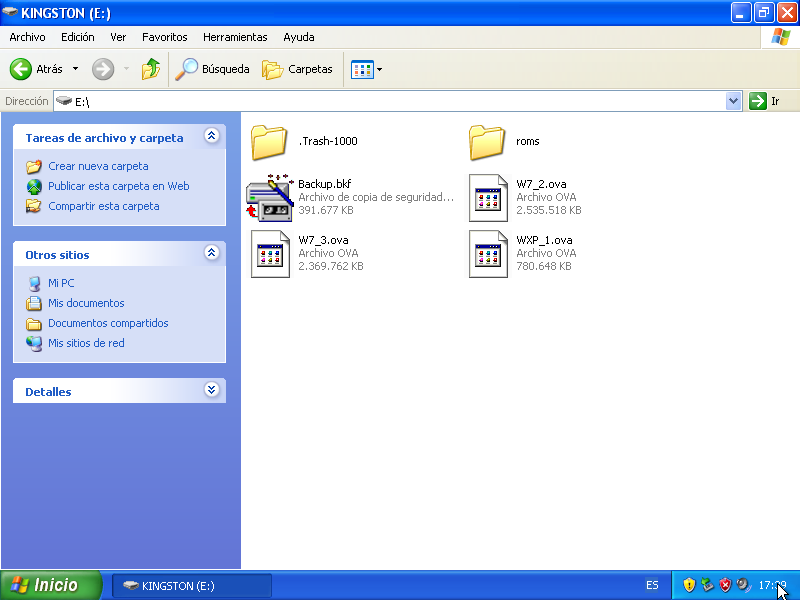 KINGSTON (E:)
Archivo Edición Ver Favoritos Herramientas Ayuda
Atrás Búsqueda Carpetas
Dirección E:\ Ir
Tareas de archivo y carpeta
Crear nueva carpeta
Publicar esta carpeta en Web
Compartir esta carpeta
Otros sitios
Mi PC
Mis documentos
Documentos compartidos
Mis sitios de red
Detalles
.Trash-1000
roms
Backup.bkf
Archivo de copia de seguridad...
391.677 KB
W7_2.ova
Archivo OVA
2.535.518 KB
W7_3.ova
Archivo OVA
2.369.762 KB
WXP_1.ova
Archivo OVA
780.648 KB
Inicio KINGSTON (E:) ES